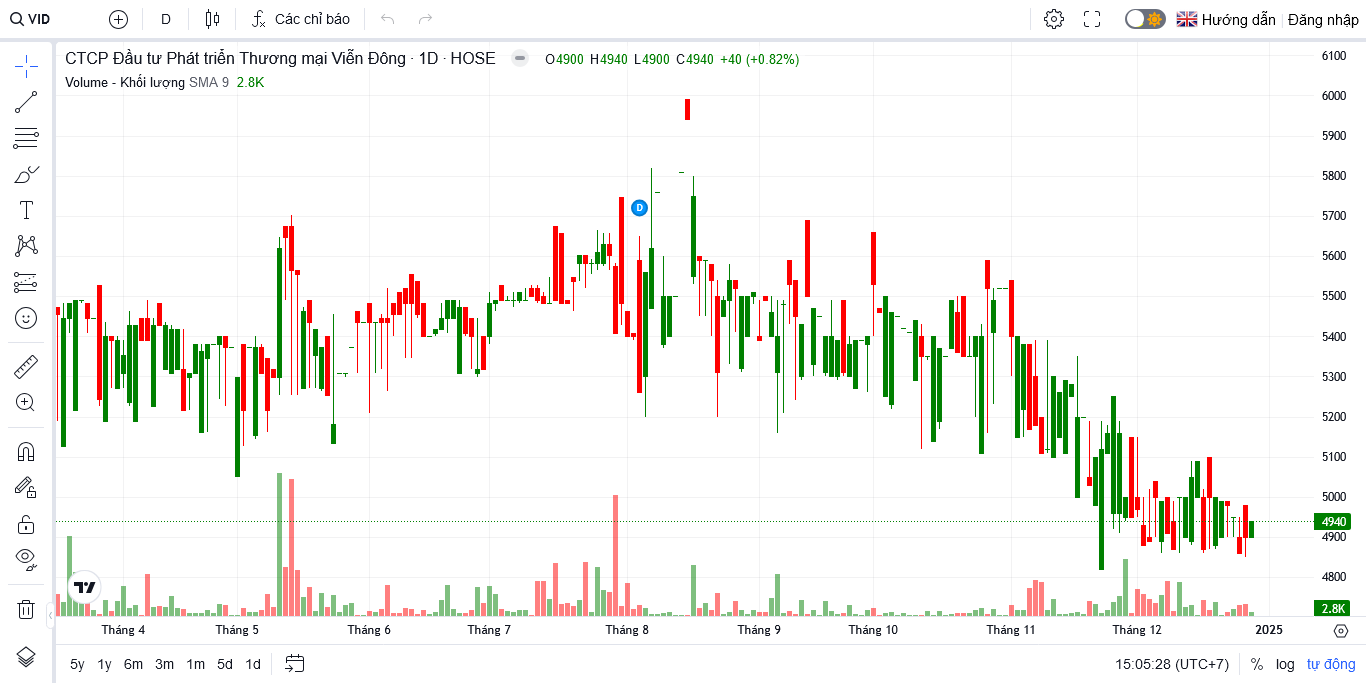 VID D Các chỉ báo Hướng dẫn Đăng nhập
CTCP Đầu tư Phát triển Thương mại Viễn Đông · 1D · HOSE O4900 H4940 L4900 C4940 +40 (+0.82%)
Volume - Khối lượng SMA 9 2.8K
6100
6000
5900
5800
5700
D
5600
5500
5400
5300
5200
5100
5000
4940
4900
4800
2.8K
Tháng 4 Tháng 5 Tháng 6 Tháng 7 Tháng 8 Tháng 9 Tháng 10 Tháng 11 Tháng 12 2025
5y 1y 6m 3m 1m 5d 1d 15:05:28 (UTC+7) % log tự động